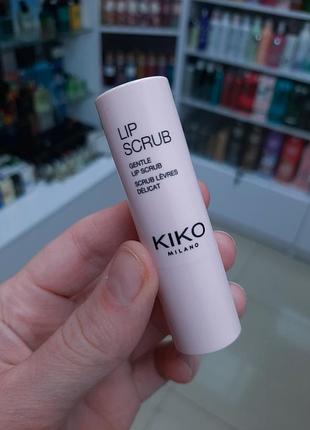 LIP
SCRUB
GENTLE
LIP SCRUB
SCRUB LÈVRES
DÉLICAT
KIKO
MILANO